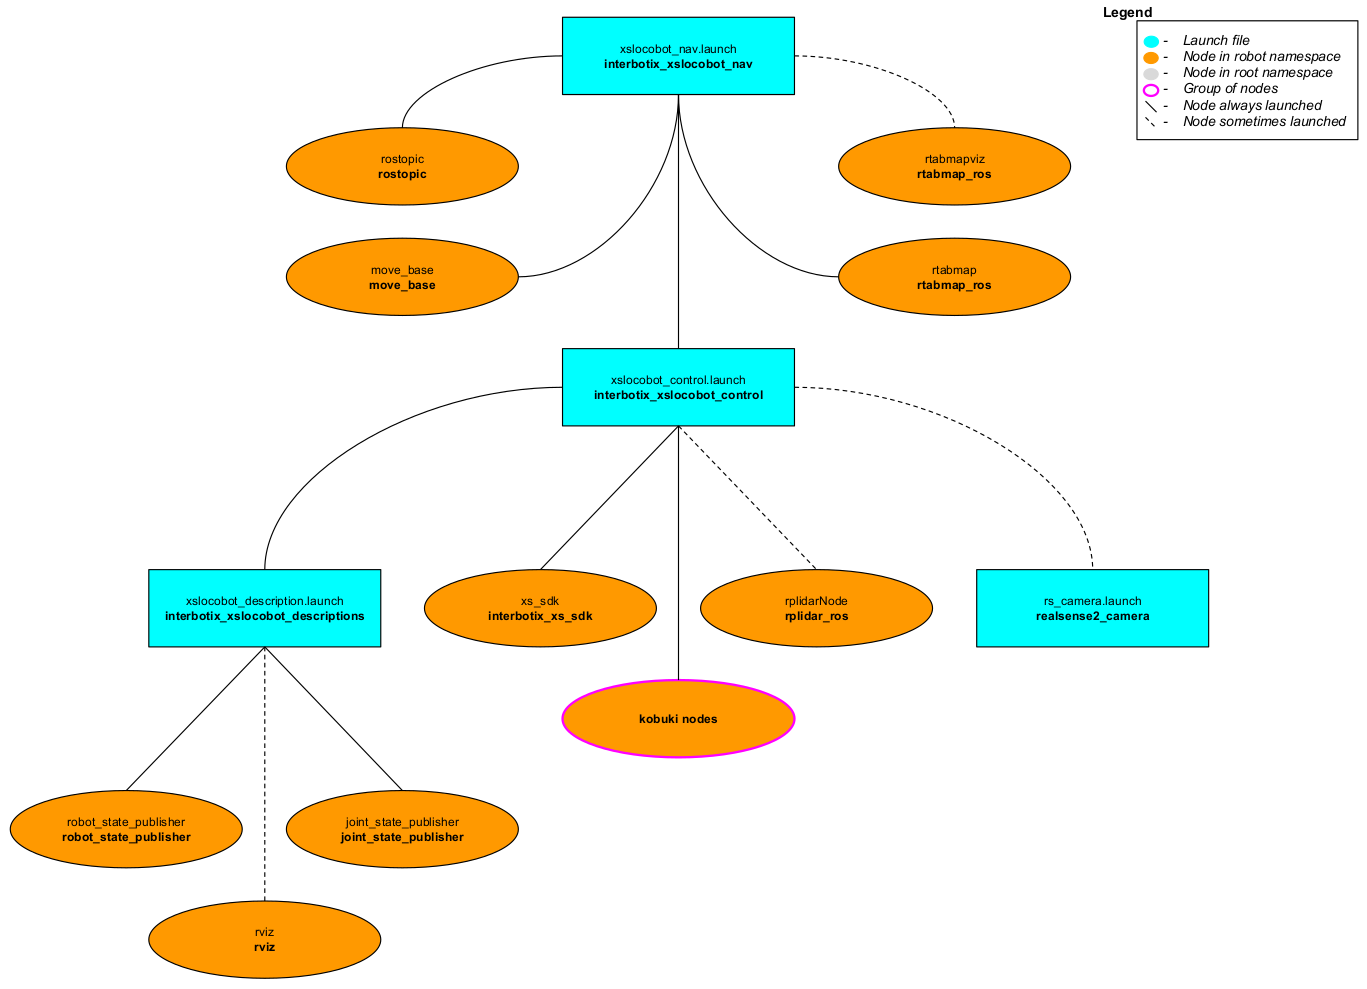 Legend
- Launch file
- Node in robot namespace
- Node in root namespace
- Group of nodes
- Node always launched
- Node sometimes launched
xslocobot_nav.launch
interbotix_xslocobot_nav
rostopic
rostopic
rtabmapviz
rtabmap_ros
move_base
move_base
rtabmap
rtabmap_ros
xslocobot_control.launch
interbotix_xslocobot_control
xslocobot_description.launch
interbotix_xslocobot_descriptions
xs_sdk
interbotix_xs_sdk
rplidarNode
rplidar_ros
rs_camera.launch
realsense2_camera
kobuki nodes
robot_state_publisher
robot_state_publisher
joint_state_publisher
joint_state_publisher
rviz
rviz